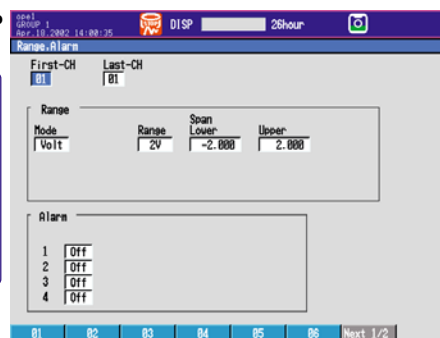 opel
GROUP 1
Apr.18.2002 14:00:35 DISP 26hour
Range.Alarm
First-CH Last-CH
01 01
Range
Span
Mode Range Lower Upper
Volt 2V -2.000 2.000
Alarm
1 Off
2 Off
3 Off
4 Off
01 02 03 04 05 06 Next 1/2